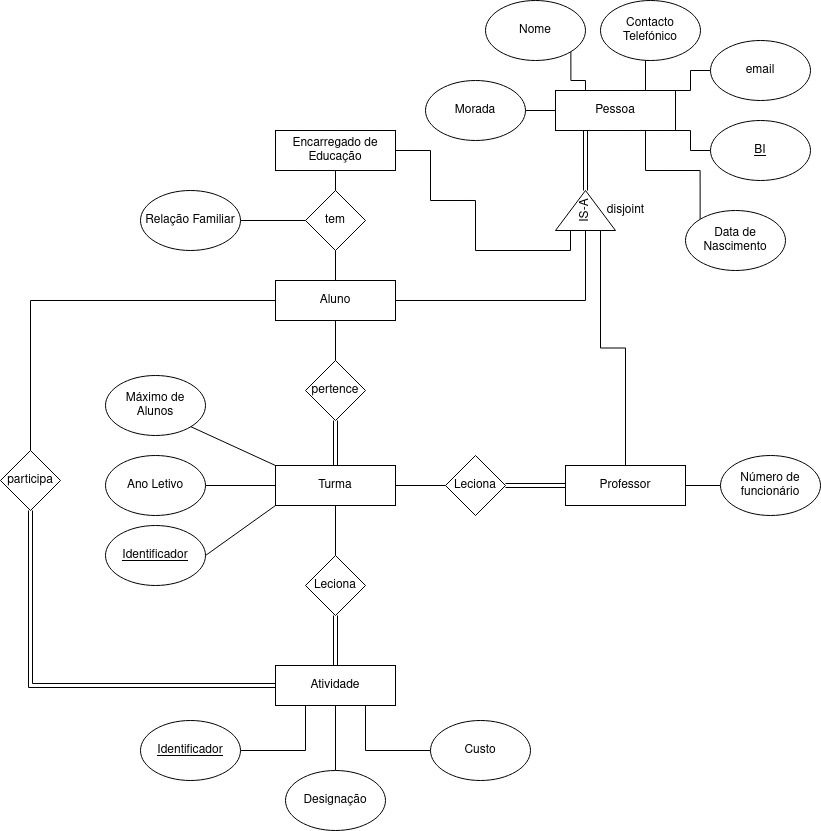 Nome
Contacto
Telefónico
email
Morada
Pessoa
BI
Encarregado de
Educação
IS-A
disjoint
Relação Familiar
tem
Data de
Nascimento
Aluno
Máximo de
Alunos
pertence
participa
Ano Letivo
Turma
Leciona
Professor
Número de
funcionário
Identificador
Leciona
Atividade
Identificador
Custo
Designação